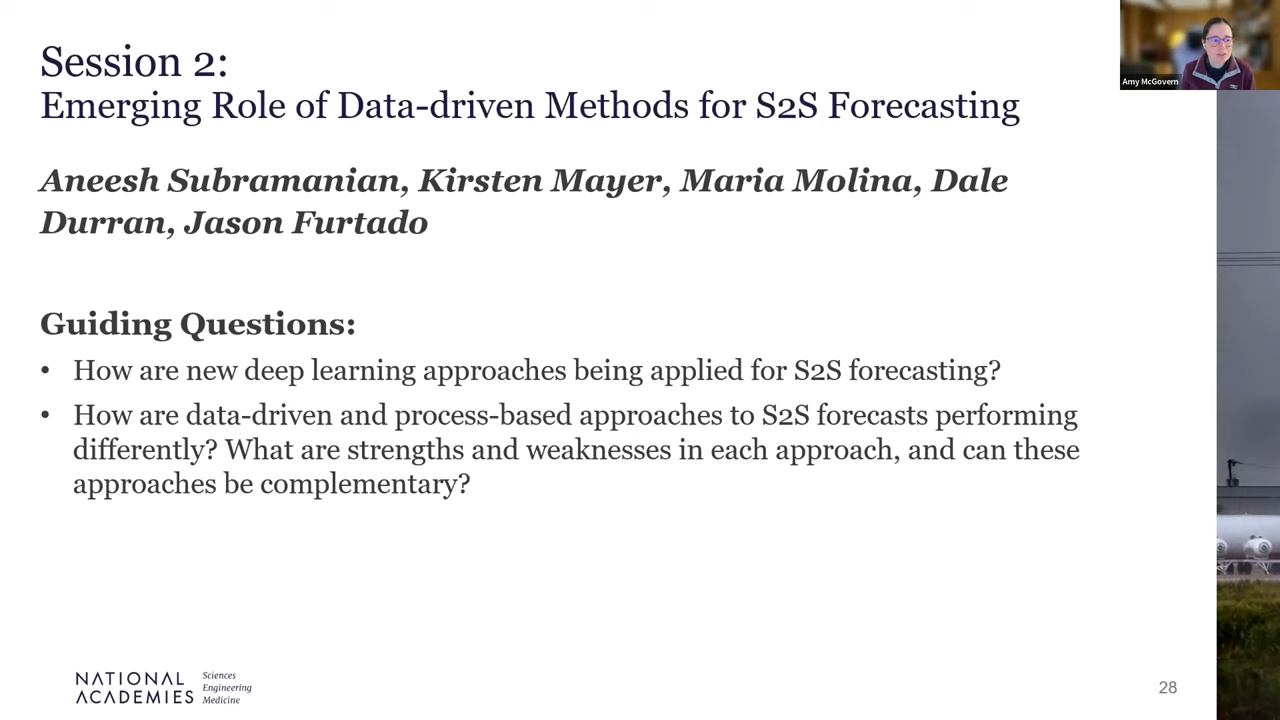 Session 2:
Emerging Role of Data-driven Methods for S2S Forecasting
Amy McGovern
Aneesh Subramanian, Kirsten Mayer, Maria Molina, Dale
Durran, Jason Furtado
Guiding Questions:
• How are new deep learning approaches being applied for S2S forecasting?
• How are data-driven and process-based approaches to S2S forecasts performing
differently? What are strengths and weaknesses in each approach, and can these
approaches be complementary?
NATIONAL
ACADEMIES
Sciences
Engineering
Medicine
28